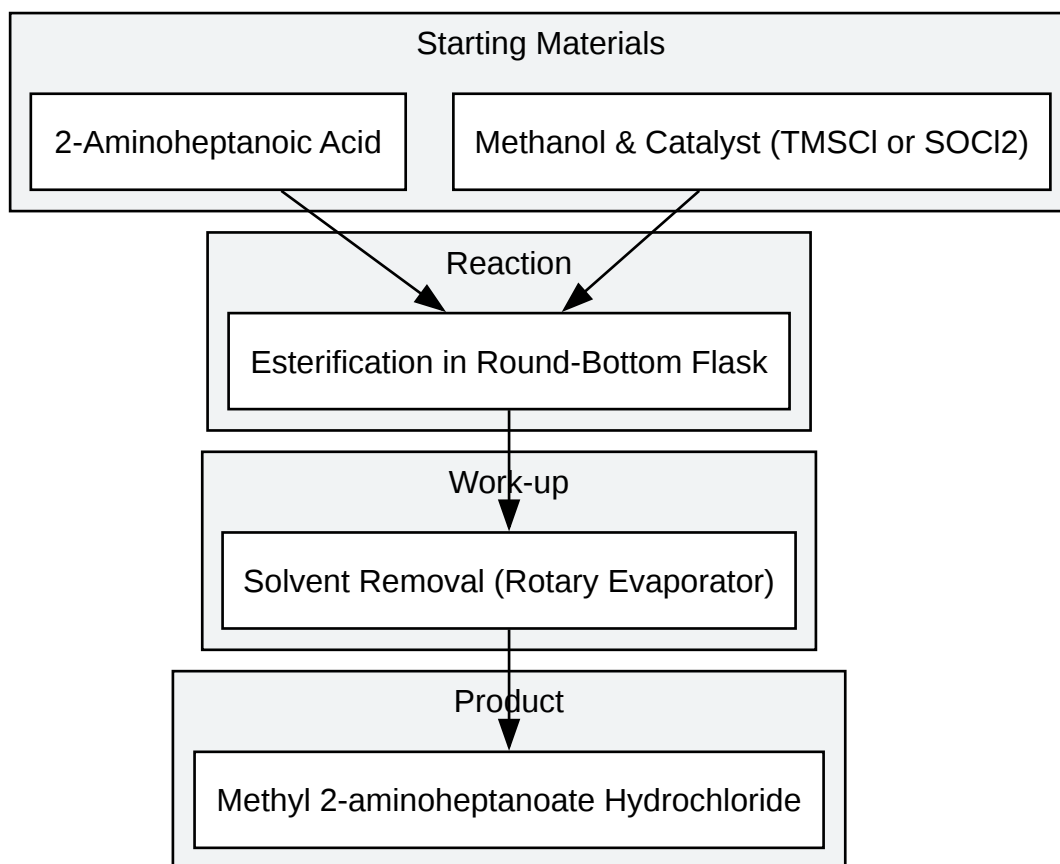 Starting Materials
2-Aminoheptanoic Acid
Methanol & Catalyst (TMSCl or SOCl2)
Reaction
Esterification in Round-Bottom Flask
Work-up
Solvent Removal (Rotary Evaporator)
Product
Methyl 2-aminoheptanoate Hydrochloride